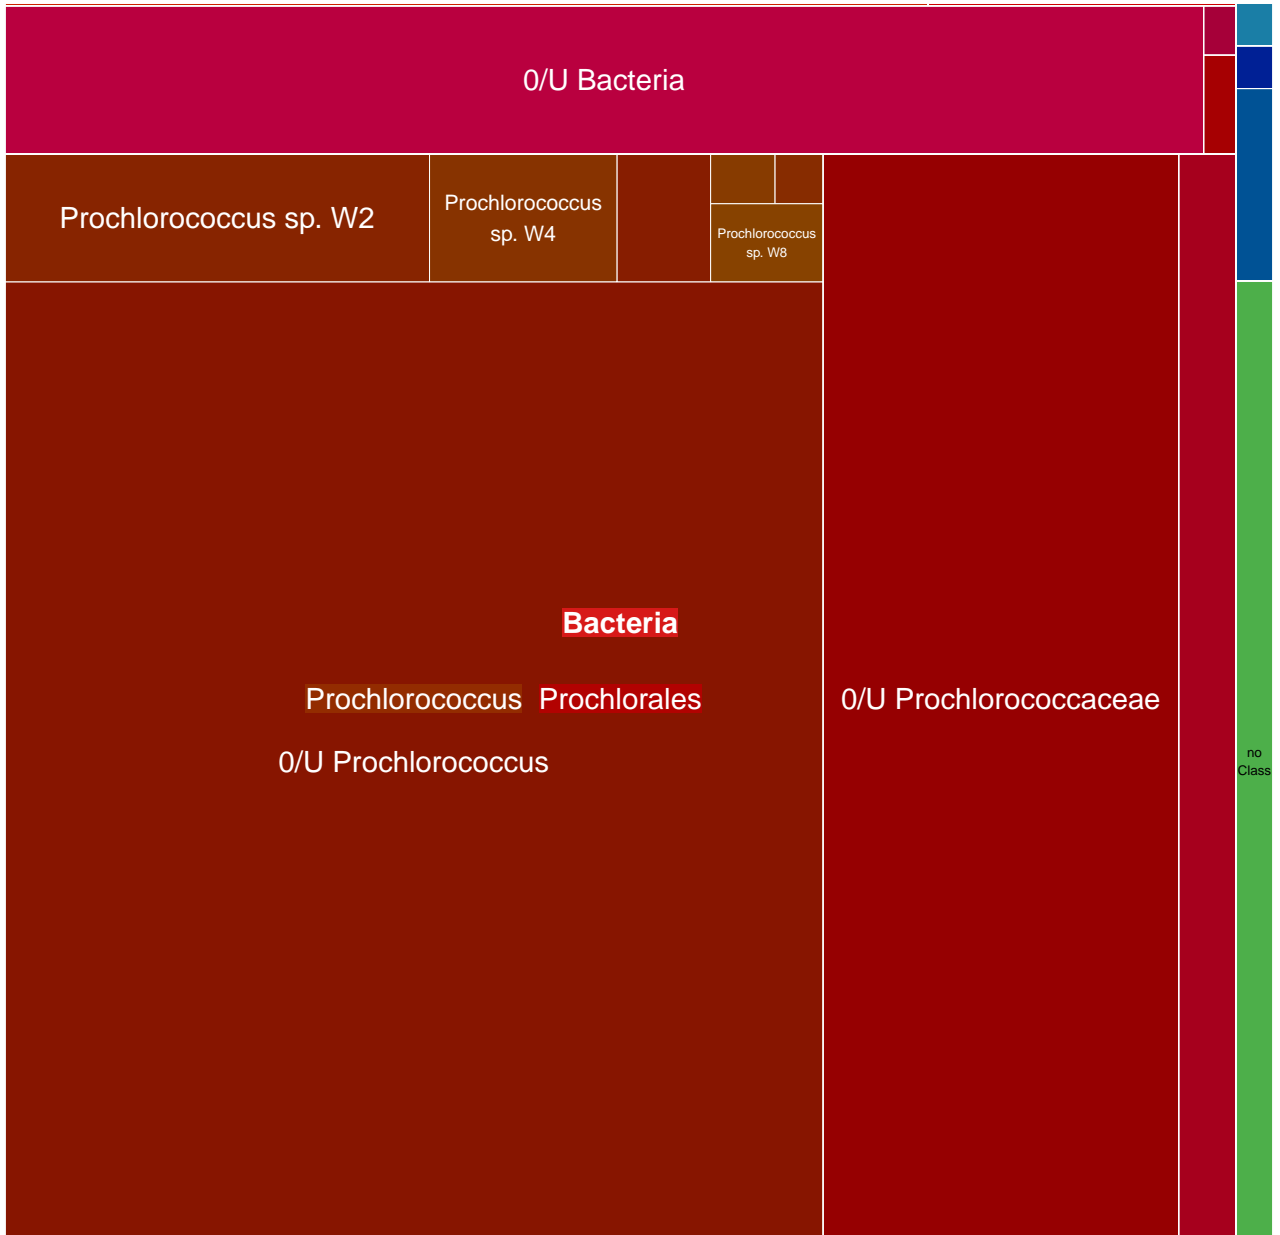 0/U Bacteria
Prochlorococcus sp. W2
Prochlorococcus
sp. W4
Prochlorococcus
sp. W8
Bacteria
Prochlorococcus
Prochlorales
0/U Prochlorococcaceae
0/U Prochlorococcus
no
Class